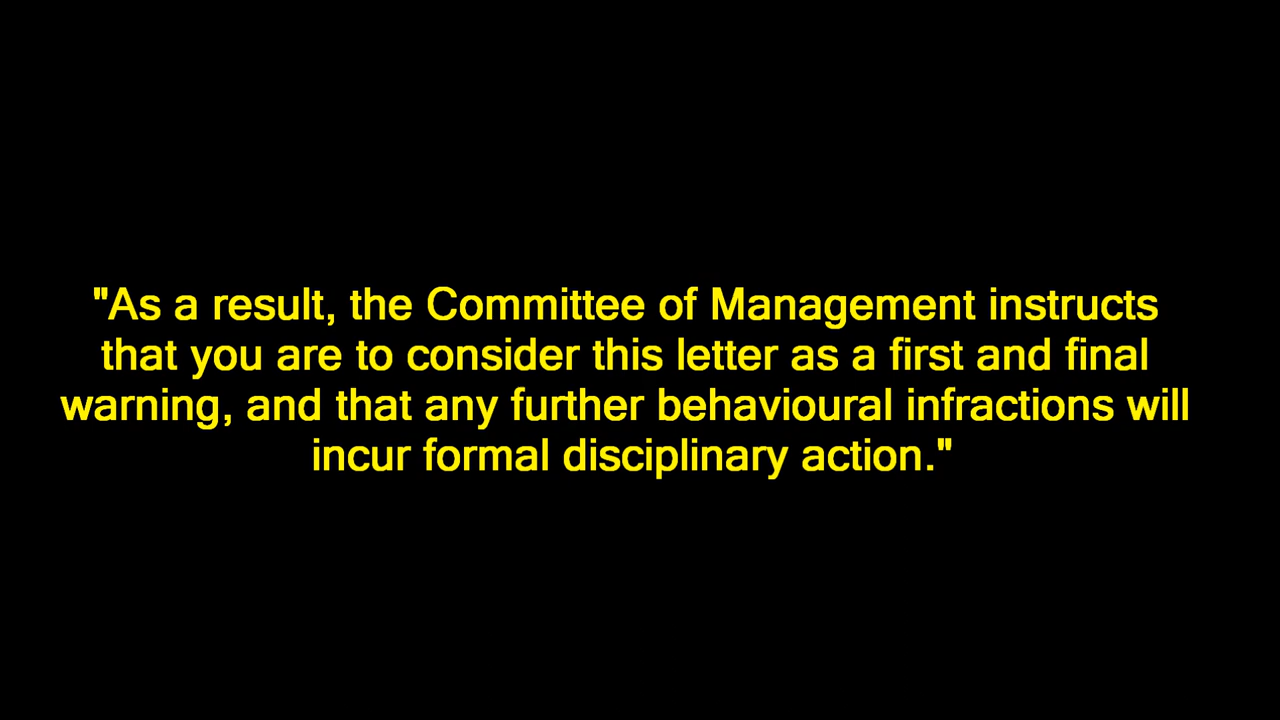 "As a result, the Committee of Management instructs
that you are to consider this letter as a first and final
warning, and that any further behavioural infractions will
incur formal disciplinary action."